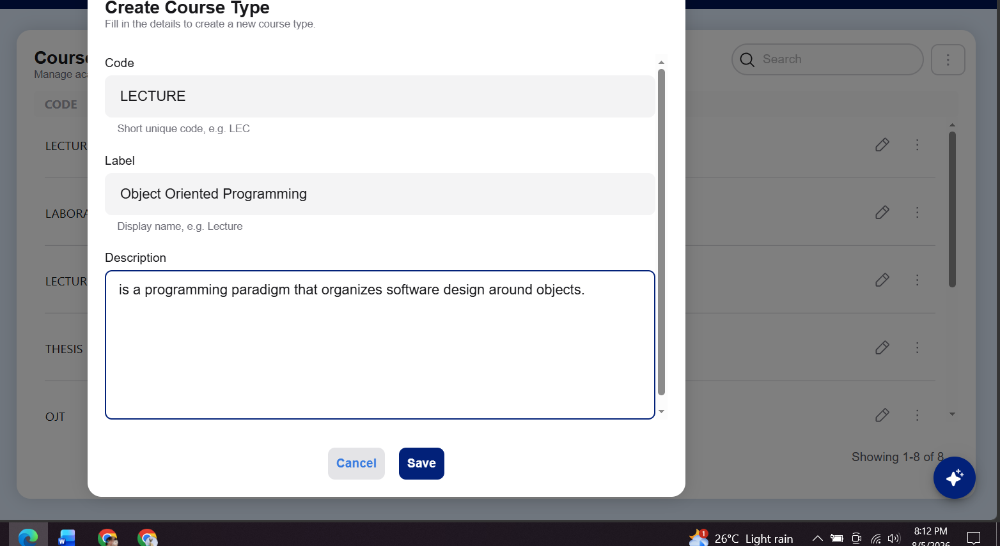 Create Course Type
Fill in the details to create a new course type.
Cours
Manage ac
Search
Code
CODE
LECTURE
Short unique code, e.g. LEC
LECTUR
Label
Object Oriented Programming
LABORA
Display name, e.g. Lecture
Description
LECTUR
is a programming paradigm that organizes software design around objects.
THESIS
OJT
Showing 1-8 of 8
Cancel
Save
1
26°C Light rain
8:12 PM
8/5/2026